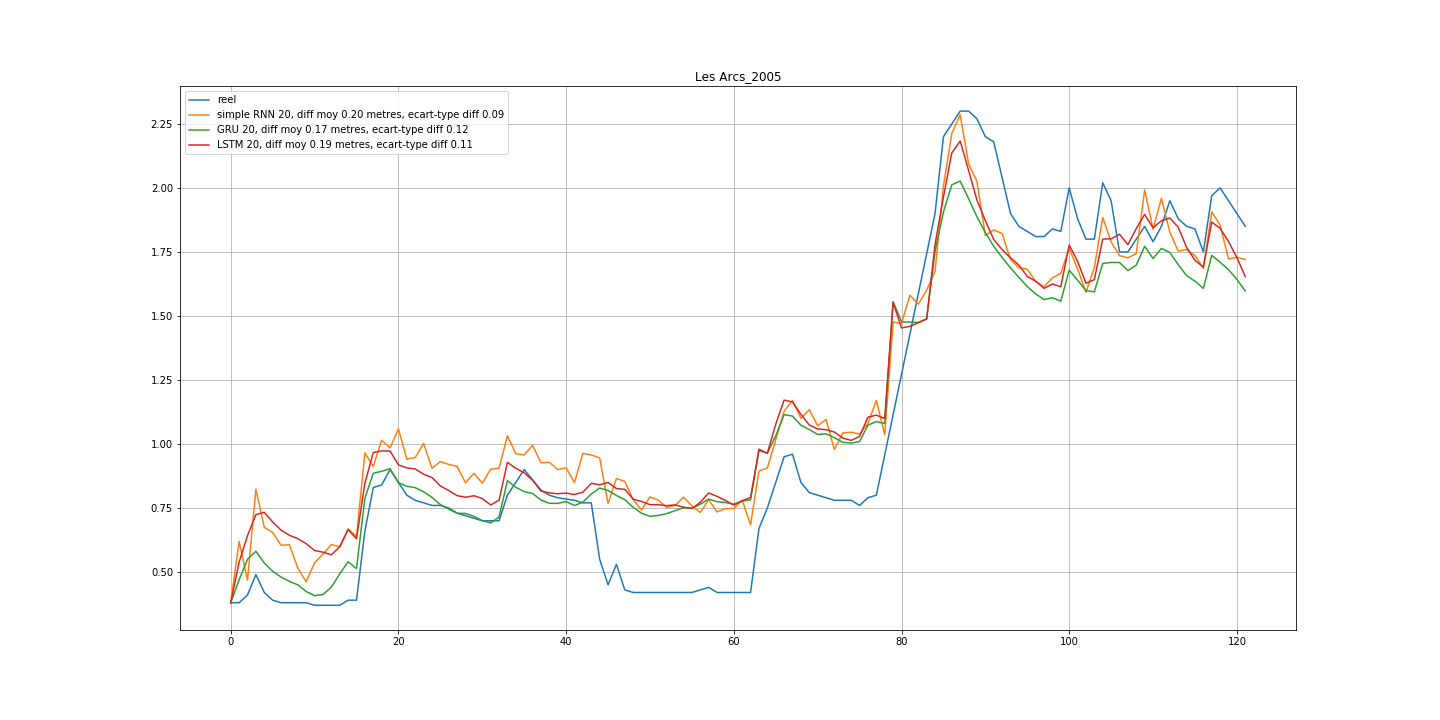 Les Arcs_2005
reel
simple RNN 20, diff moy 0.20 metres, ecart-type diff 0.09
GRU 20, diff moy 0.17 metres, ecart-type diff 0.12
LSTM 20, diff moy 0.19 metres, ecart-type diff 0.11
2.25
2.00
1.75
1.50
1.25
1.00
0.75
0.50
0 20 40 60 80 100 120